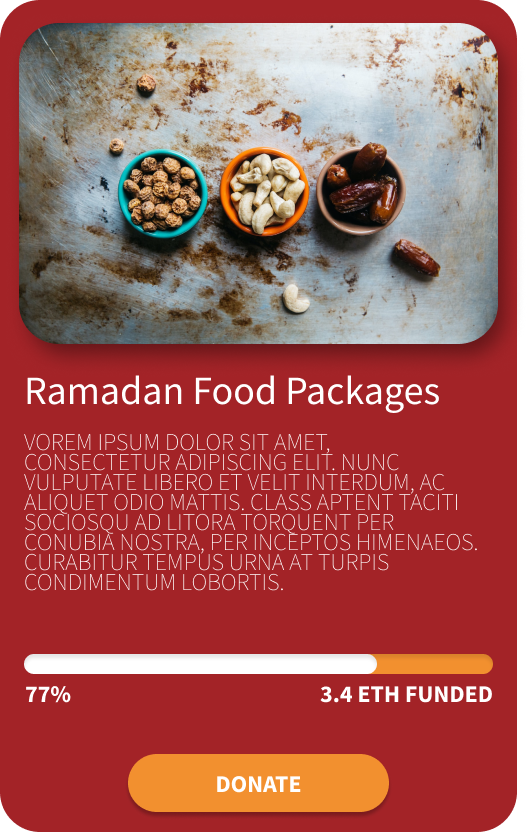 Ramadan Food Packages
VOREM IPSUM DOLOR SIT AMET,
CONSECTETUR ADIPISCING ELIT. NUNC
VULPUTATE LIBERO ET VELIT INTERDUM, AC
ALIQUET ODIO MATTIS. CLASS APTENT TACITI
SOCIOSQU AD LITORA TORQUENT PER
CONUBIA NOSTRA, PER INCEPTOS HIMENAEOS.
CURABITUR TEMPUS URNA AT TURPIS
CONDIMENTUM LOBORTIS.
77% 3.4 ETH FUNDED
DONATE